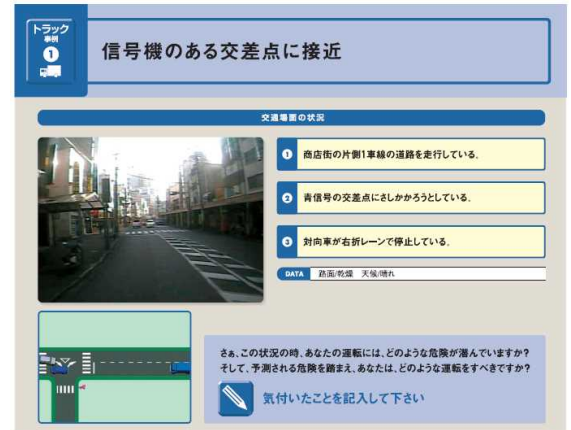 トラック
事例
1
信号機のある交差点に接近
交通場面の状況
1 商店街の片側1車線の道路を走行している。
2 青信号の交差点にさしかかろうとしている。
3 対向車が右折レーンで停止している。
DATA 路面/乾燥 天候/晴れ
さぁ、この状況の時、あなたの運転には、どのような危険が潜んでいますか?
そして、予測される危険を踏まえ、あなたは、どのような運転をすべきですか?
気付いたことを記入して下さい